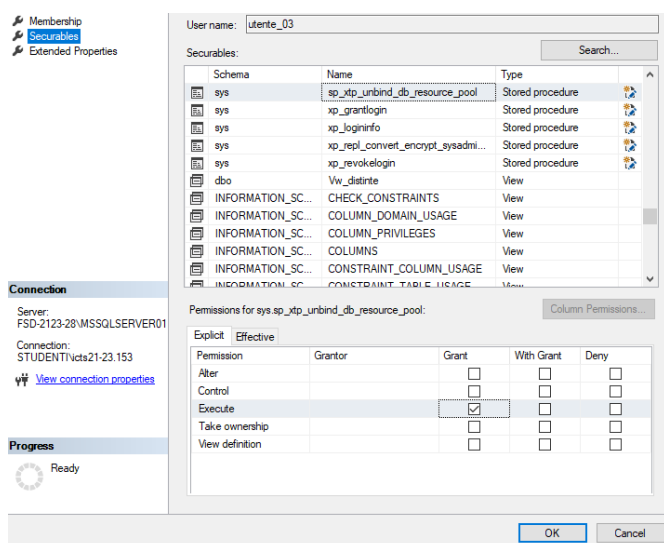 Membership
Securables
Extended Properties
User name: utente_03
Securables: Search...
Schema Name Type
sys sp_xtp_unbind_db_resource_pool Stored procedure
sys xp_grantlogin Stored procedure
sys xp_logininfo Stored procedure
sys xp_repl_convert_encrypt_sysadmi... Stored procedure
sys xp_revokelogin Stored procedure
dbo Vw_distinte View
INFORMATION_SC... CHECK_CONSTRAINTS View
INFORMATION_SC... COLUMN_DOMAIN_USAGE View
INFORMATION_SC... COLUMN_PRIVILEGES View
INFORMATION_SC... COLUMNS View
INFORMATION_SC... CONSTRAINT_COLUMN_USAGE View
INFORMATION_SC... CONSTRAINT_TABLE_USAGE View
Connection
Server:
FSD-2123-28\MSSQLSERVER01
Connection:
STUDENTI\icts21-23.153
View connection properties
Progress
Ready
Permissions for sys.sp_xtp_unbind_db_resource_pool: Column Permissions...
Explicit Effective
Permission Grantor Grant With Grant Deny
Alter
Control
Execute
Take ownership
View definition
OK Cancel